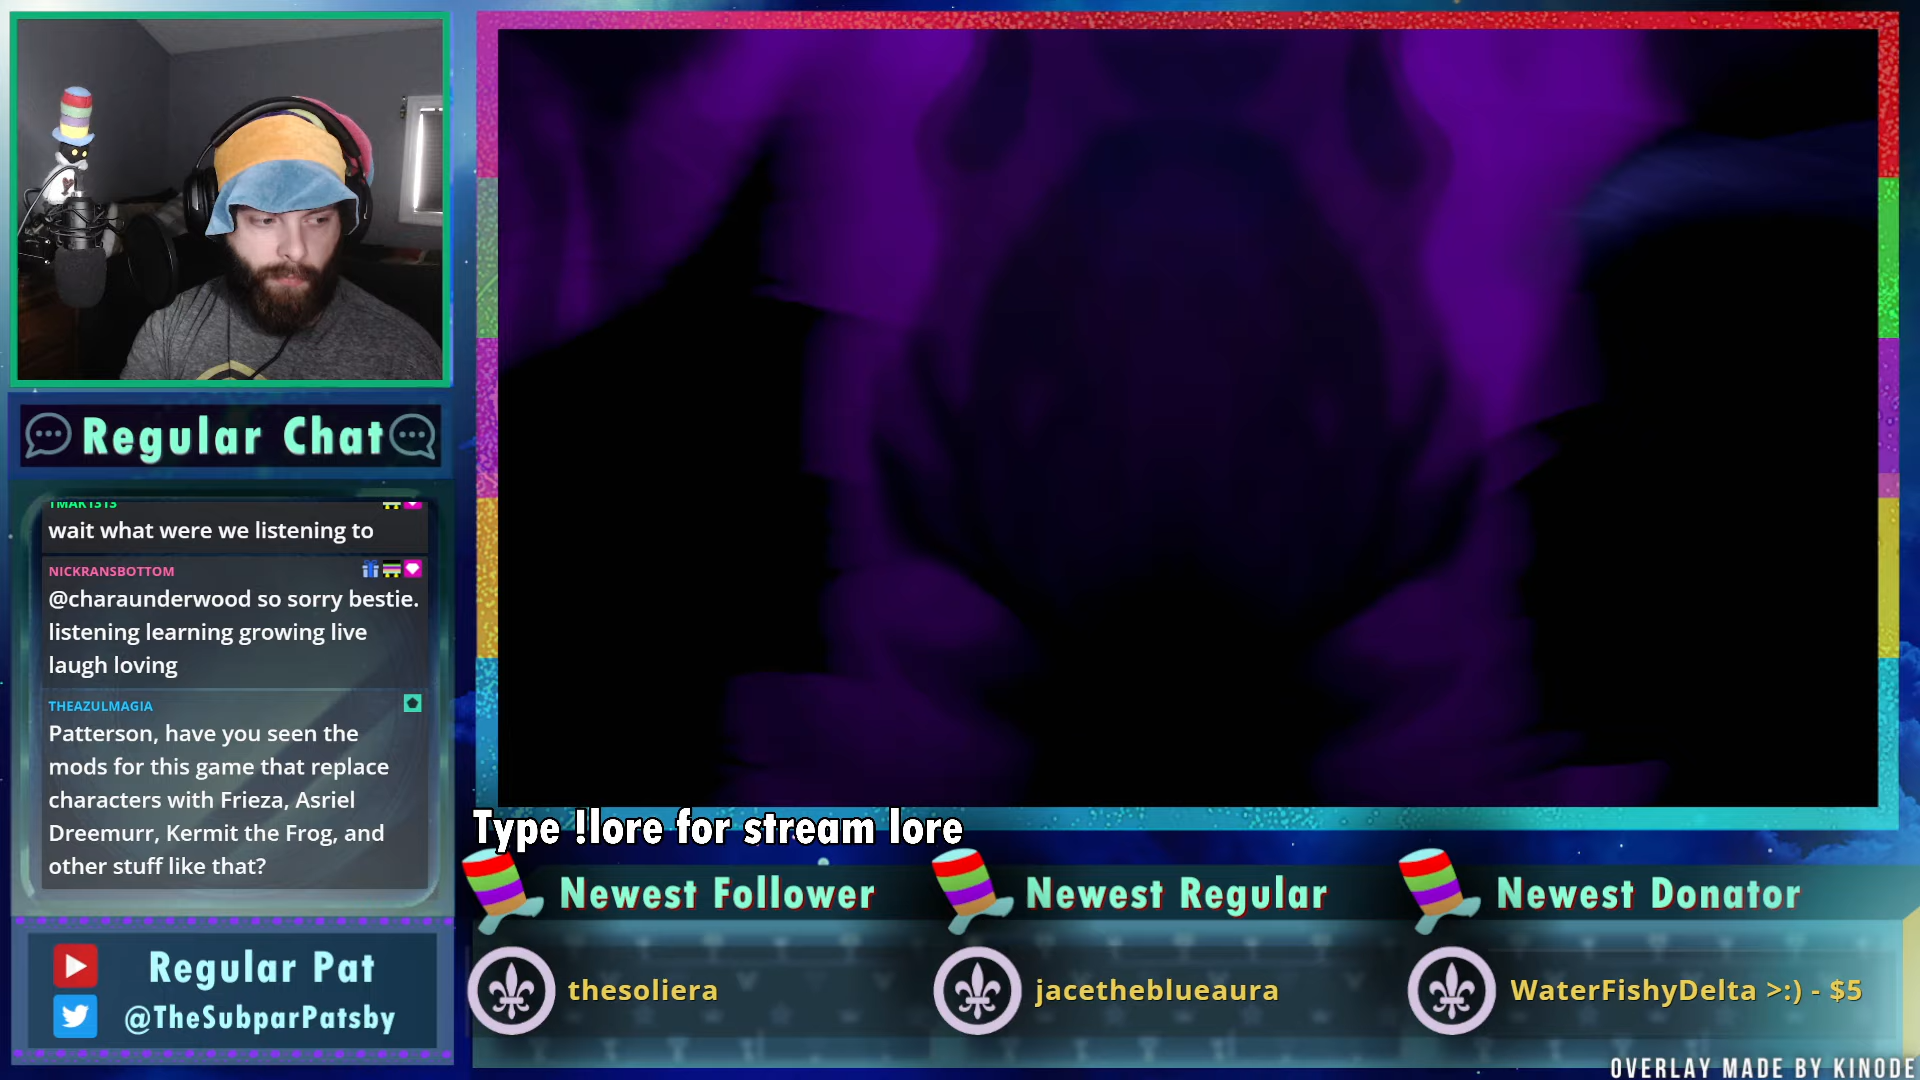 Regular Chat
TMAK1313
wait what were we listening to
NICKRANSBOTTOM
@charaunderwood so sorry bestie.
listening learning growing live
laugh loving
THEAZULMAGIA
Patterson, have you seen the
mods for this game that replace
characters with Frieza, Asriel
Dreemurr, Kermit the Frog, and
other stuff like that?
Regular Pat
@TheSubparPatsby
Type !lore for stream lore
Newest Follower
thesoliera
Newest Regular
jacetheblueaura
Newest Donator
WaterFishyDelta >:) - $5
OVERLAY MADE BY KINODE